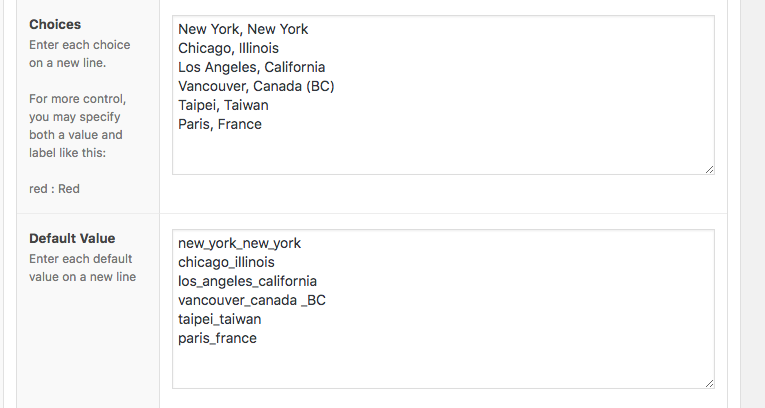 Choices
Enter each choice
on a new line.
For more control,
you may specify
both a value and
label like this:
red : Red
New York, New York
Chicago, Illinois
Los Angeles, California
Vancouver, Canada (BC)
Taipei, Taiwan
Paris, France
Default Value
Enter each default
value on a new line
new_york_new_york
chicago_illinois
los_angeles_california
vancouver_canada _BC
taipei_taiwan
paris_france